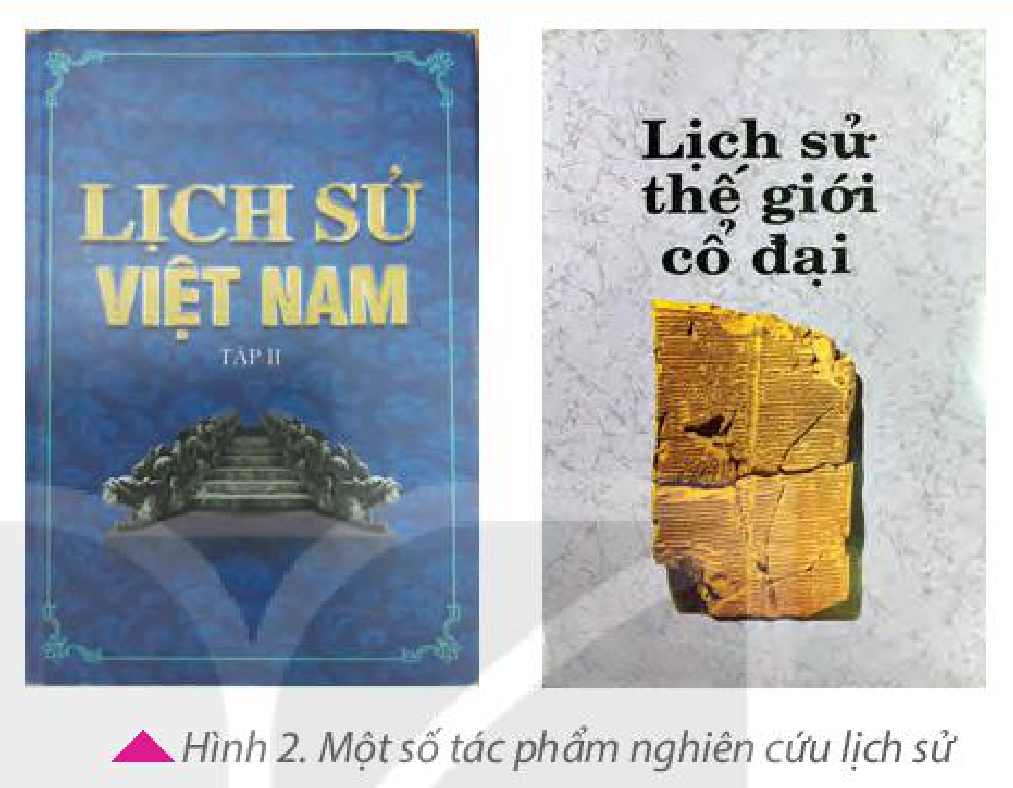 LỊCH SỬ
VIỆT NAM
TẬP II
Lịch sử
thế giới
cổ đại
Hình 2. Một số tác phẩm nghiên cứu lịch sử